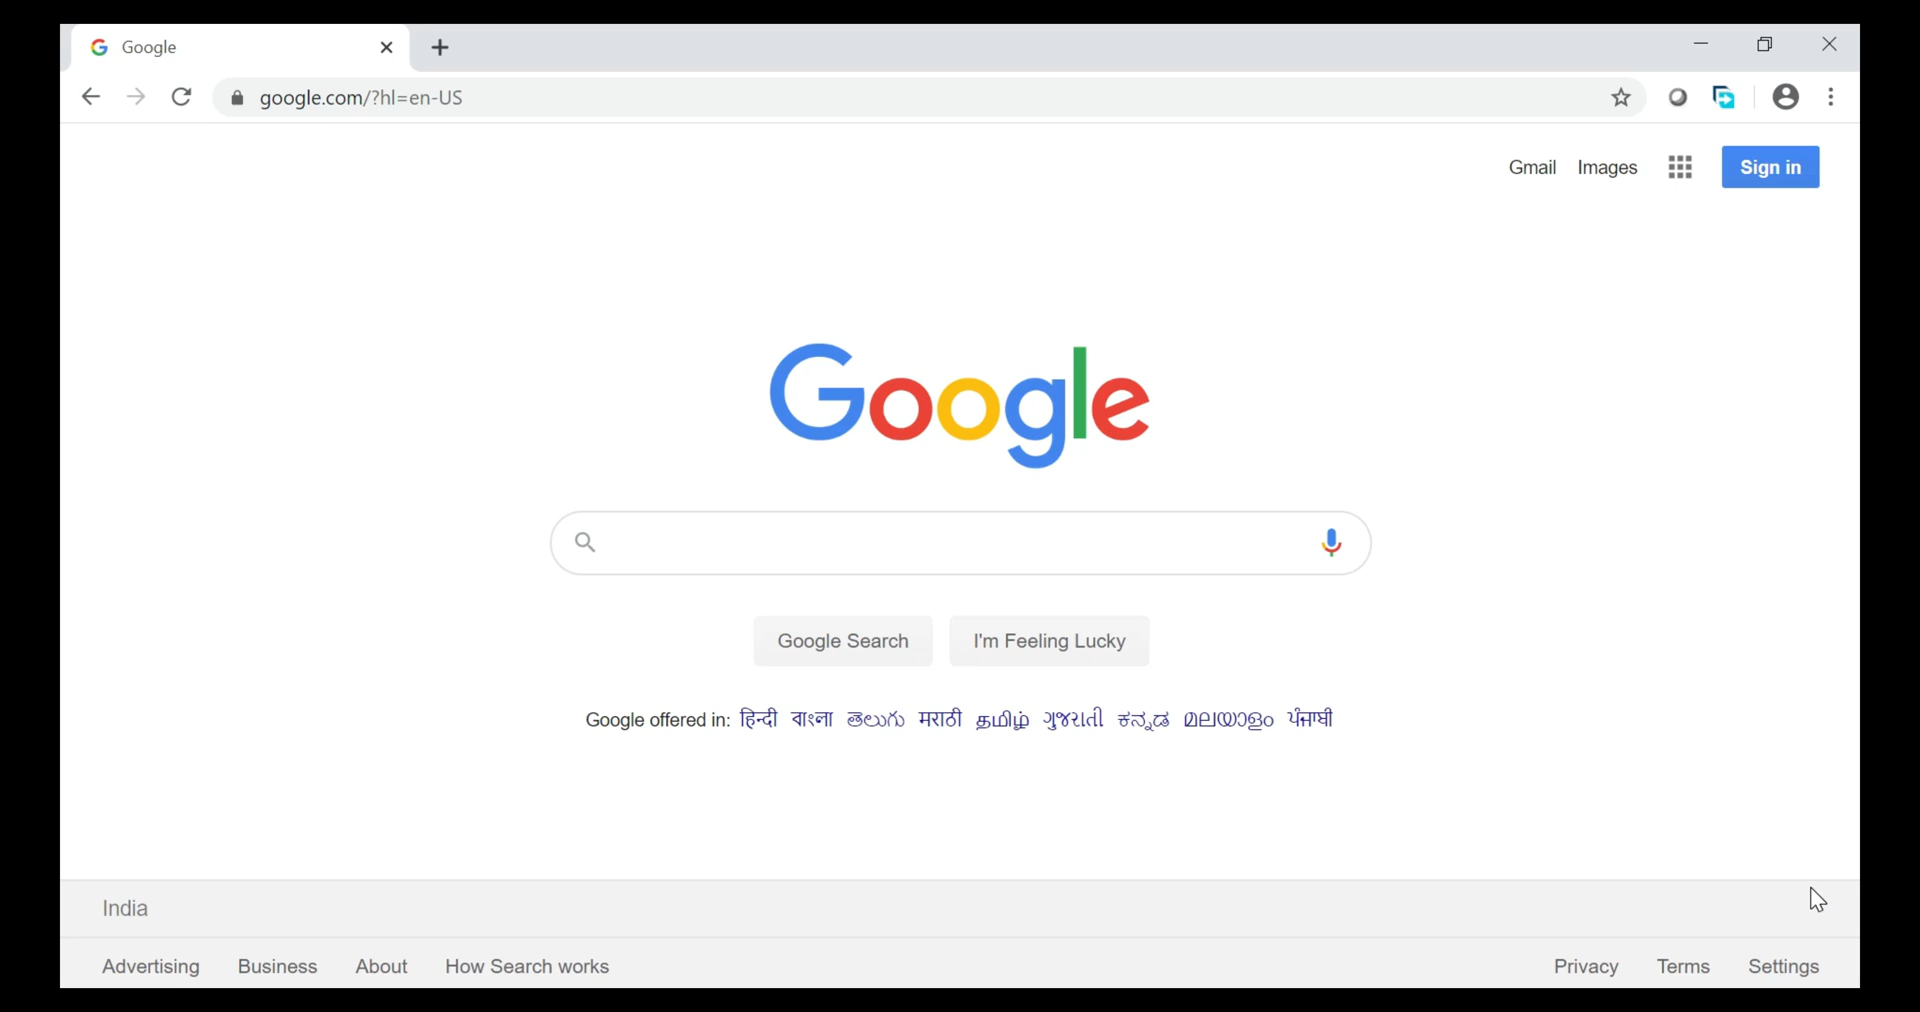 Google
google.com/?hl=en-US
Gmail Images Sign in
Google
Google Search I'm Feeling Lucky
Google offered in: हिन्दी বাংলা తెలుగు मराठी தமிழ் ગુજરાતી ಕನ್ನಡ മലയാളം ਪੰਜਾਬੀ
India
Advertising Business About How Search works Privacy Terms Settings